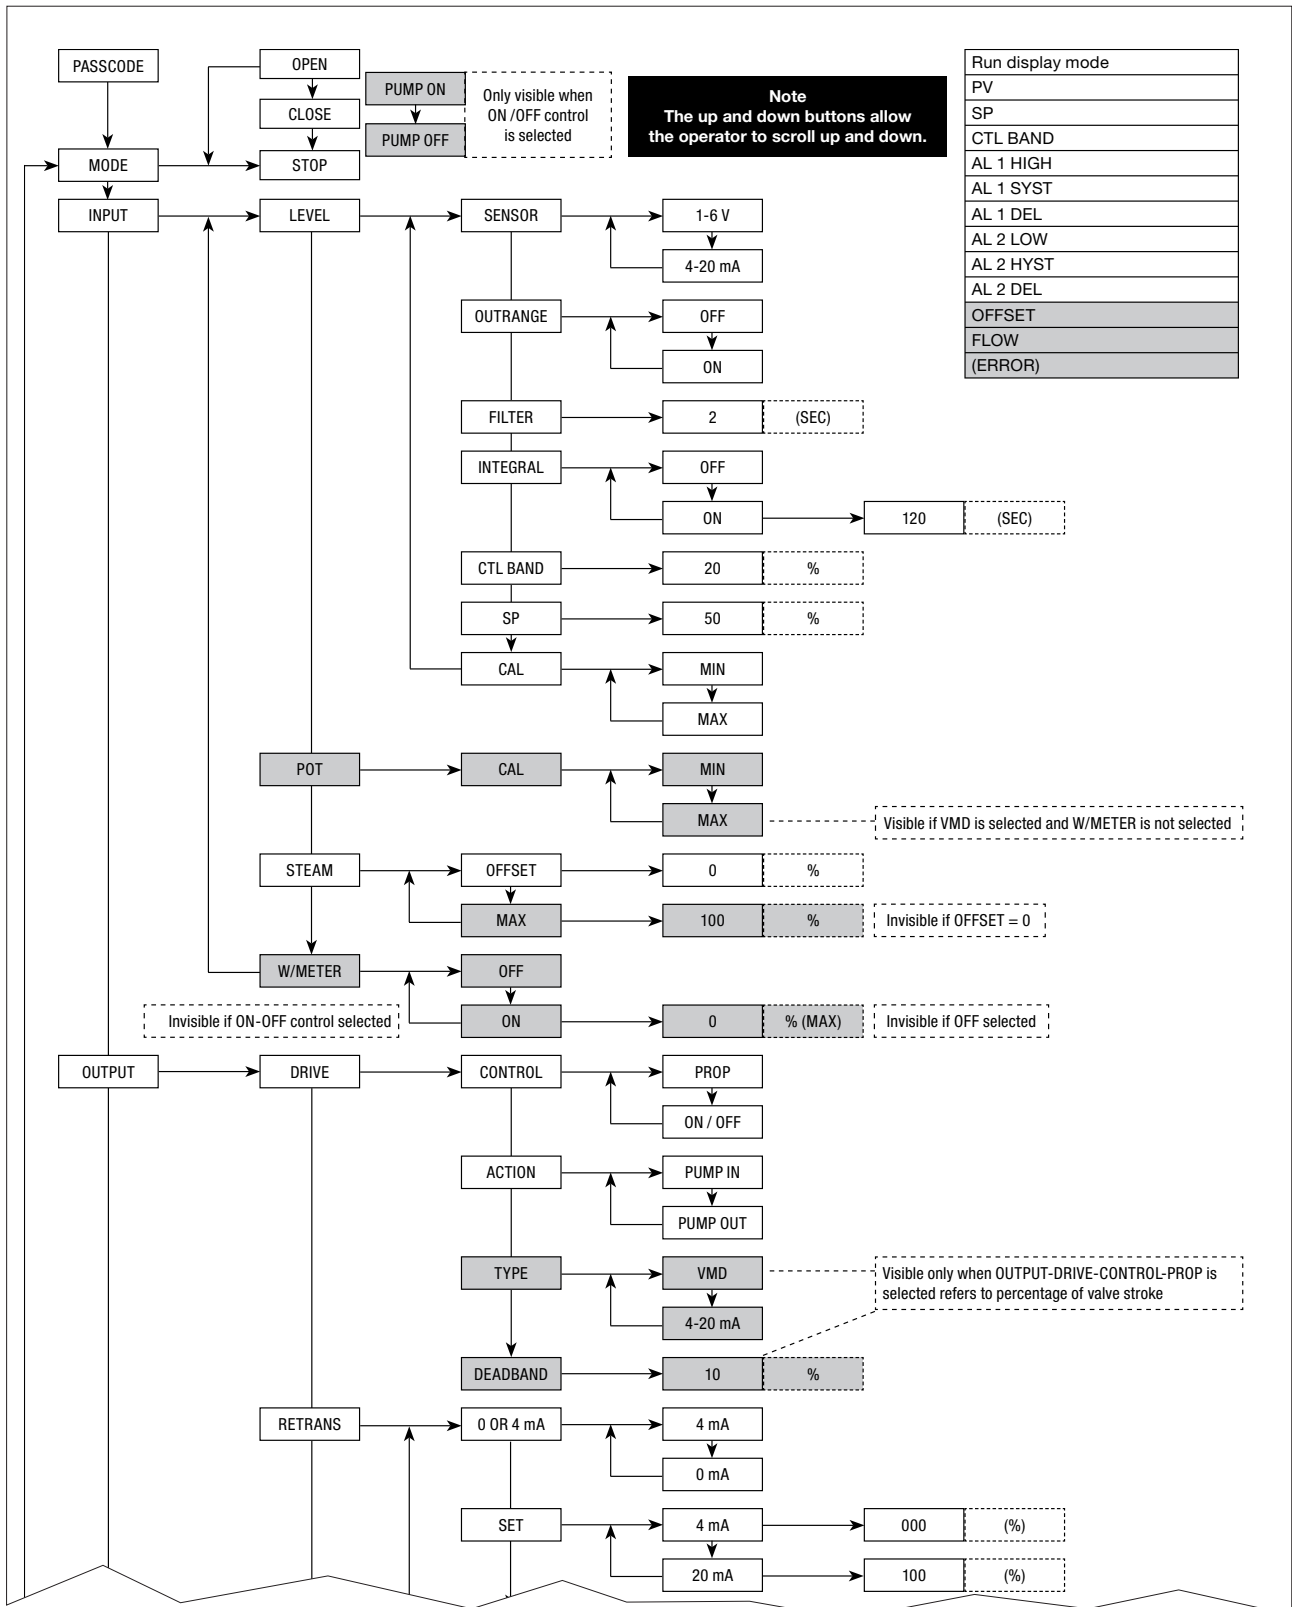 PASSCODE
OPEN
CLOSE
STOP
PUMP ON
PUMP OFF
Only visible when
ON /OFF control
is selected
Note
The up and down buttons allow
the operator to scroll up and down.
Run display mode
PV
SP
CTL BAND
AL 1 HIGH
AL 1 SYST
AL 1 DEL
AL 2 LOW
AL 2 HYST
AL 2 DEL
OFFSET
FLOW
(ERROR)
MODE
INPUT
LEVEL
SENSOR
1-6 V
4-20 mA
OUTRANGE
OFF
ON
FILTER
2
(SEC)
INTEGRAL
OFF
ON
120
(SEC)
CTL BAND
20
%
SP
50
%
CAL
MIN
MAX
POT
CAL
MIN
MAX
Visible if VMD is selected and W/METER is not selected
STEAM
OFFSET
0
%
MAX
100
%
Invisible if OFFSET = 0
W/METER
OFF
Invisible if ON-OFF control selected
ON
0
% (MAX)
Invisible if OFF selected
OUTPUT
DRIVE
CONTROL
PROP
ON / OFF
ACTION
PUMP IN
PUMP OUT
TYPE
VMD
4-20 mA
Visible only when OUTPUT-DRIVE-CONTROL-PROP is
selected refers to percentage of valve stroke
DEADBAND
10
%
RETRANS
0 OR 4 mA
4 mA
0 mA
SET
4 mA
000
(%)
20 mA
100
(%)